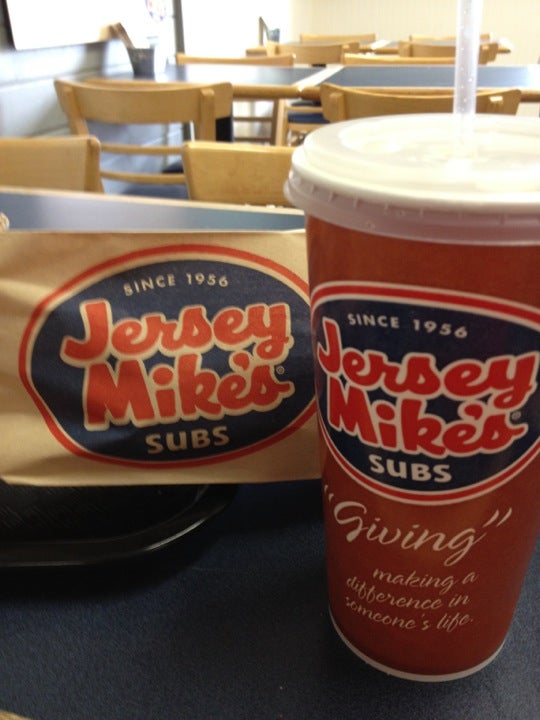 SINCE 1956
Jersey
Mike's®
SUBS
SINCE 1956
Jersey
Mike's®
SUBS
"Giving"
making a
difference in
someone's life.